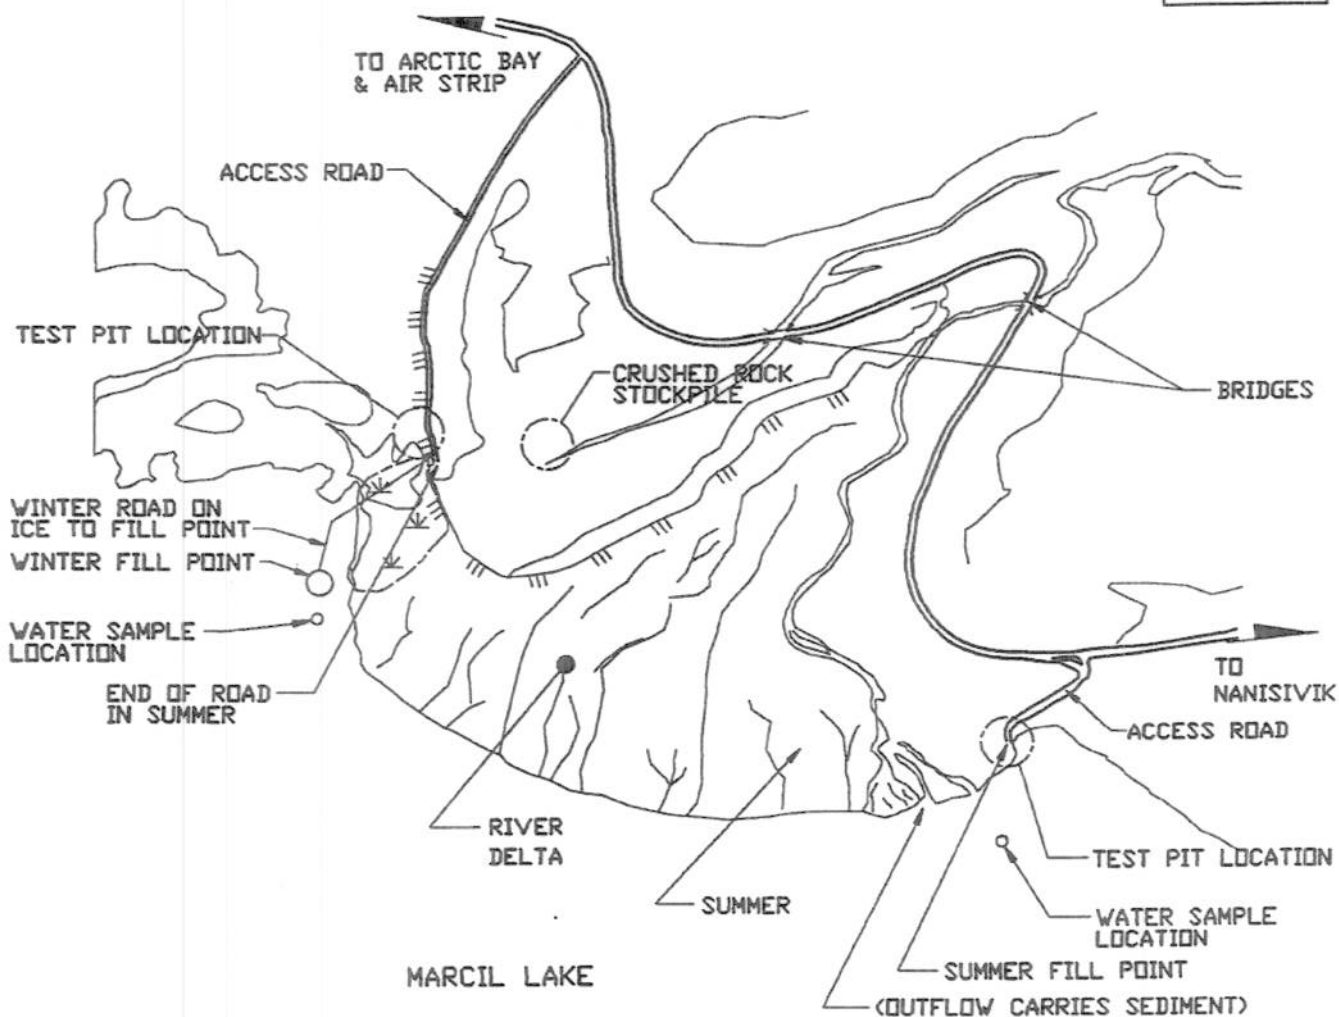 TO ARCTIC BAY
& AIR STRIP
ACCESS ROAD
TEST PIT LOCATION
CRUSHED ROCK
STOCKPILE
BRIDGES
WINTER ROAD ON
ICE TO FILL POINT
WINTER FILL POINT
WATER SAMPLE
LOCATION
END OF ROAD
IN SUMMER
TO
NANISIVIK
ACCESS ROAD
RIVER
DELTA
TEST PIT LOCATION
SUMMER
WATER SAMPLE
LOCATION
MARCIL LAKE
SUMMER FILL POINT
(OUTFLOW CARRIES SEDIMENT)